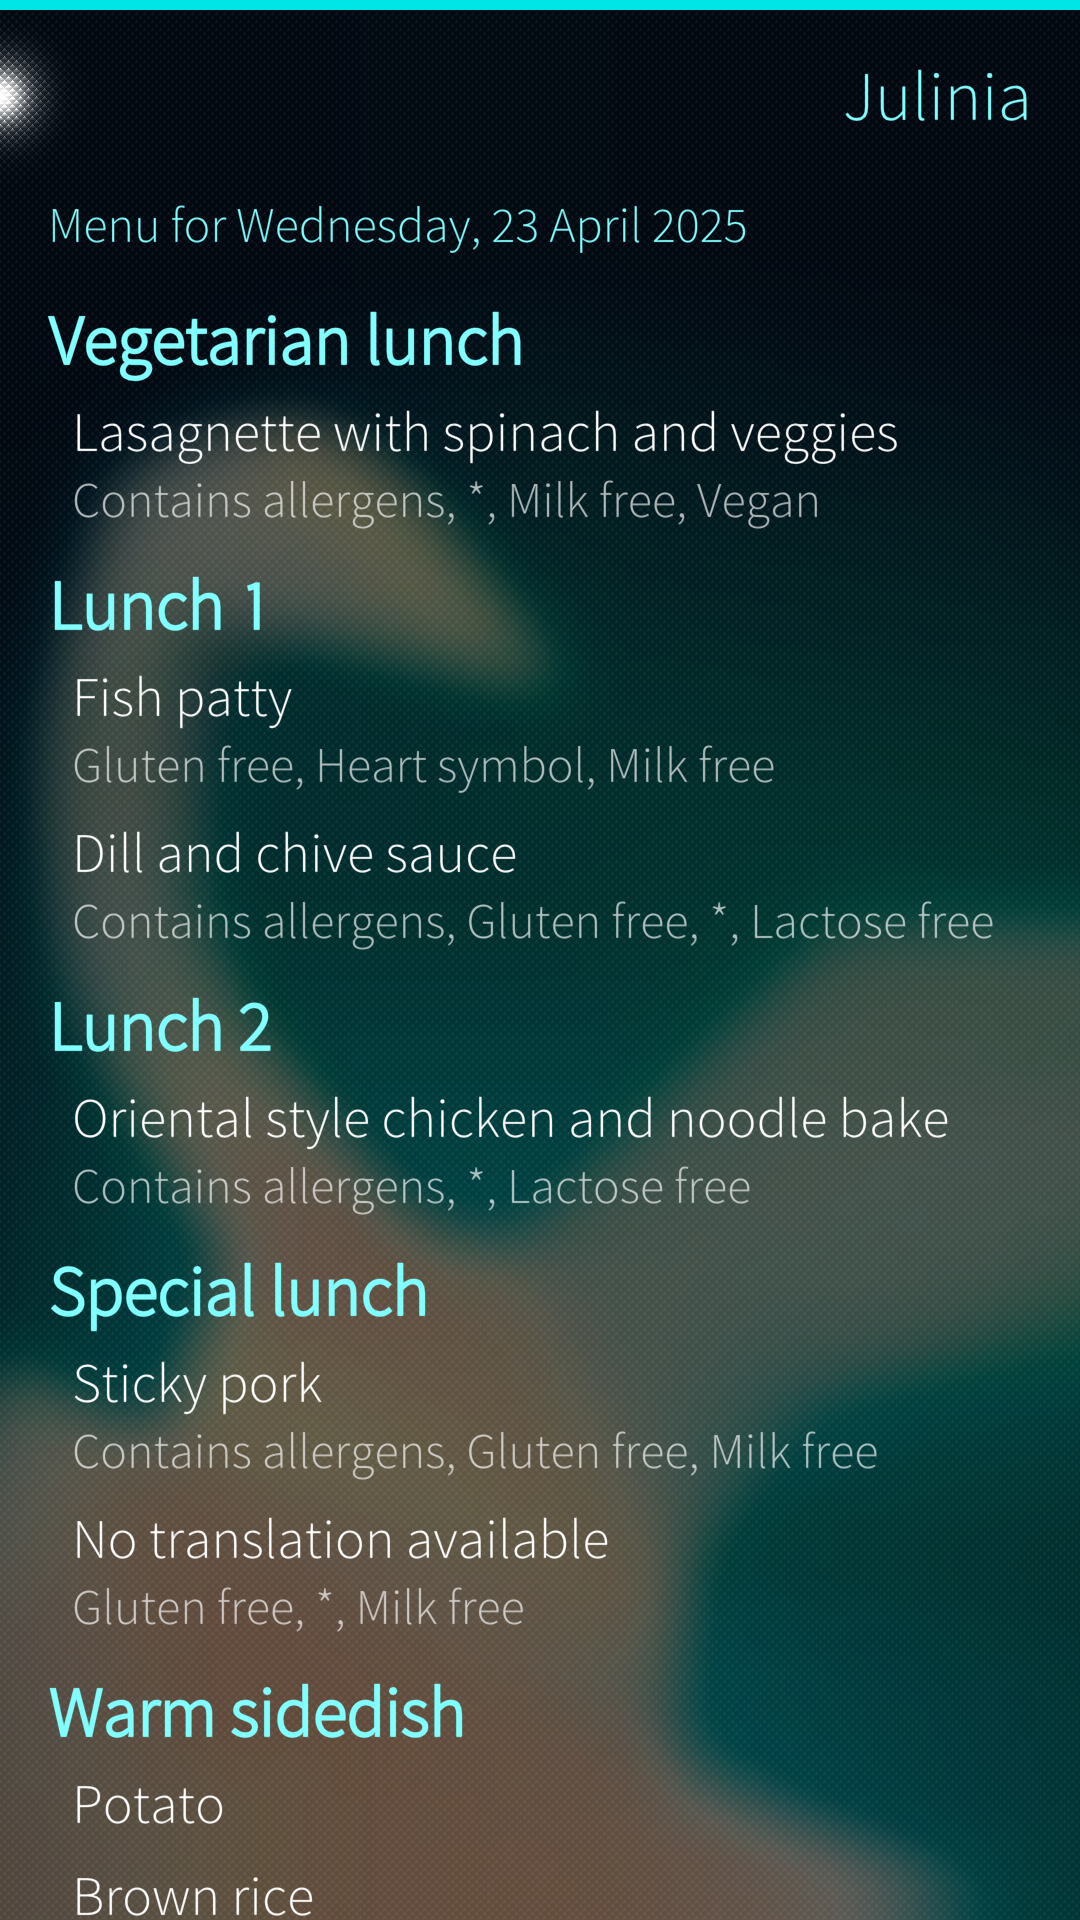 Julinia
Menu for Wednesday, 23 April 2025
Vegetarian lunch
Lasagnette with spinach and veggies
Contains allergens, *, Milk free, Vegan
Lunch 1
Fish patty
Gluten free, Heart symbol, Milk free
Dill and chive sauce
Contains allergens, Gluten free, *, Lactose free
Lunch 2
Oriental style chicken and noodle bake
Contains allergens, *, Lactose free
Special lunch
Sticky pork
Contains allergens, Gluten free, Milk free
No translation available
Gluten free, *, Milk free
Warm sidedish
Potato
Brown rice